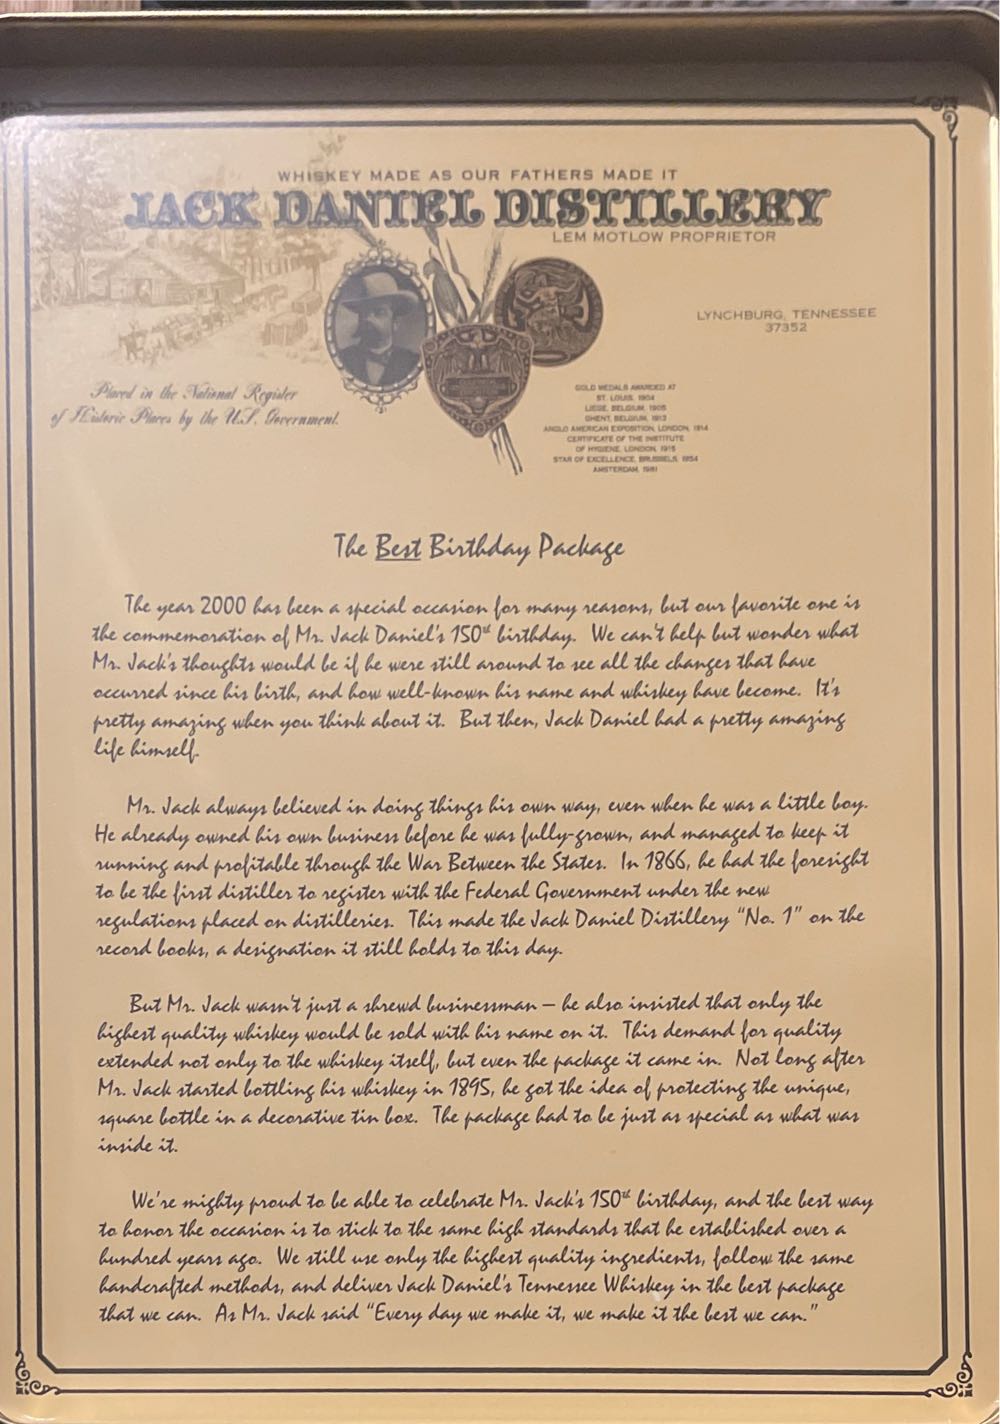 WHISKEY MADE AS OUR FATHERS MADE IT
JACK DANIEL DISTILLERY
LEM MOTLOW PROPRIETOR
LYNCHBURG, TENNESSEE
37352
Placed in the National Register
of Historic Places by the U.S. Government.
GOLD MEDALS AWARDED AT
ST. LOUIS, 1904
LIEGE, BELGIUM, 1905
GHENT, BELGIUM, 1913
ANGLO AMERICAN EXPOSITION, LONDON, 1914
CERTIFICATE OF THE INSTITUTE
OF HYGIENE, LONDON, 1915
STAR OF EXCELLENCE, BRUSSELS, 1954
AMSTERDAM, 1981
The Best Birthday Package
The year 2000 has been a special occasion for many reasons, but our favorite one is
the commemoration of Mr. Jack Daniel's 150th birthday. We can't help but wonder what
Mr. Jack's thoughts would be if he were still around to see all the changes that have
occurred since his birth, and how well-known his name and whiskey have become. It's
pretty amazing when you think about it. But then, Jack Daniel had a pretty amazing
life himself.
Mr. Jack always believed in doing things his own way, even when he was a little boy.
He already owned his own business before he was fully-grown, and managed to keep it
running and profitable through the War Between the States. In 1866, he had the foresight
to be the first distiller to register with the Federal Government under the new
regulations placed on distilleries. This made the Jack Daniel Distillery "No. 1" on the
record books, a designation it still holds to this day.
But Mr. Jack wasn't just a shrewd businessman – he also insisted that only the
highest quality whiskey would be sold with his name on it. This demand for quality
extended not only to the whiskey itself, but even the package it came in. Not long after
Mr. Jack started bottling his whiskey in 1895, he got the idea of protecting the unique,
square bottle in a decorative tin box. The package had to be just as special as what was
inside it.
We're mighty proud to be able to celebrate Mr. Jack's 150th birthday, and the best way
to honor the occasion is to stick to the same high standards that he established over a
hundred years ago. We still use only the highest quality ingredients, follow the same
handcrafted methods, and deliver Jack Daniel's Tennessee Whiskey in the best package
that we can. As Mr. Jack said "Every day we make it, we make it the best we can."